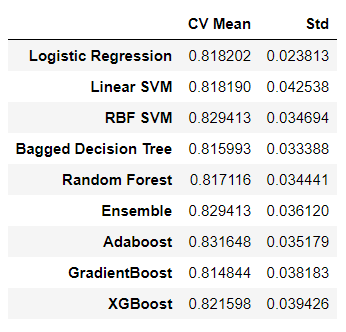 CV Mean Std
Logistic Regression 0.818202 0.023813
Linear SVM 0.818190 0.042538
RBF SVM 0.829413 0.034694
Bagged Decision Tree 0.815993 0.033388
Random Forest 0.817116 0.034441
Ensemble 0.829413 0.036120
Adaboost 0.831648 0.035179
GradientBoost 0.814844 0.038183
XGBoost 0.821598 0.039426